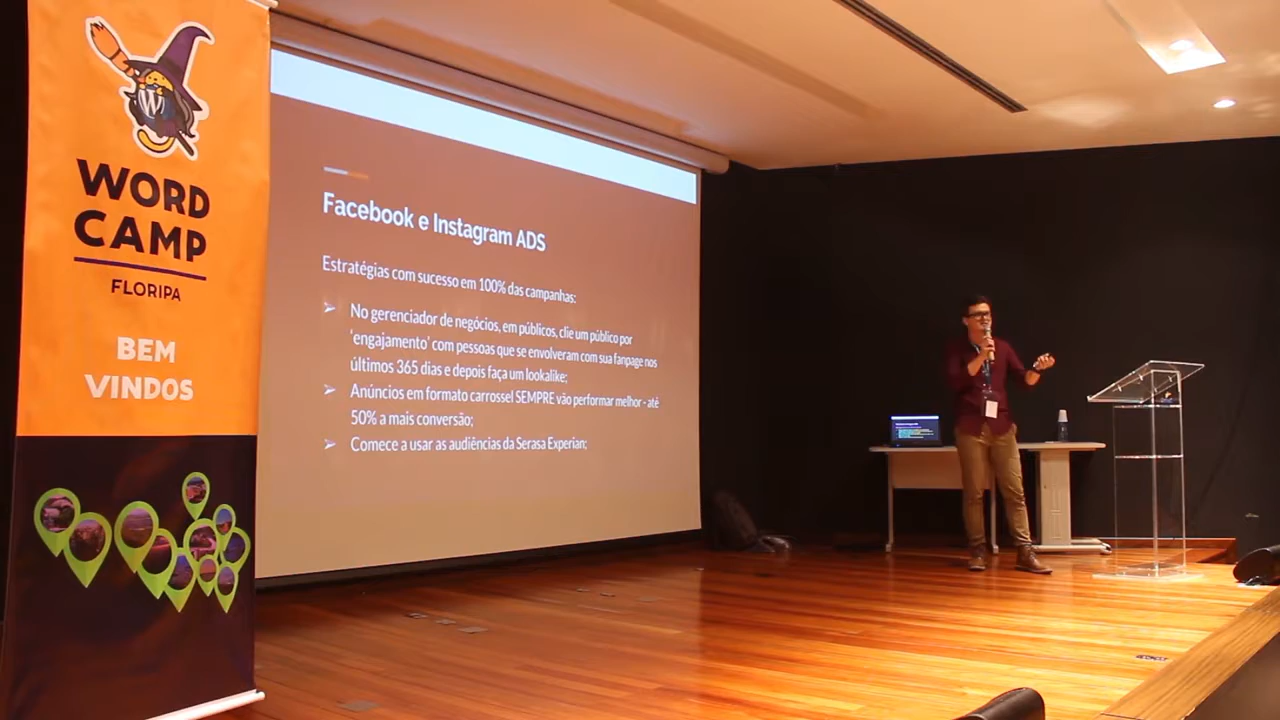 WORD
CAMP
FLORIPA
BEM
VINDOS
Facebook e Instagram ADS
Estratégias com sucesso em 100% das campanhas:
➢ No gerenciador de negócios, em públicos, clie um público por
'engajamento' com pessoas que se envolveram com sua fanpage nos
últimos 365 dias e depois faça um lookalike;
➢ Anúncios em formato carrossel SEMPRE vão performar melhor - até
50% a mais conversão;
➢ Comece a usar as audiências da Serasa Experian;